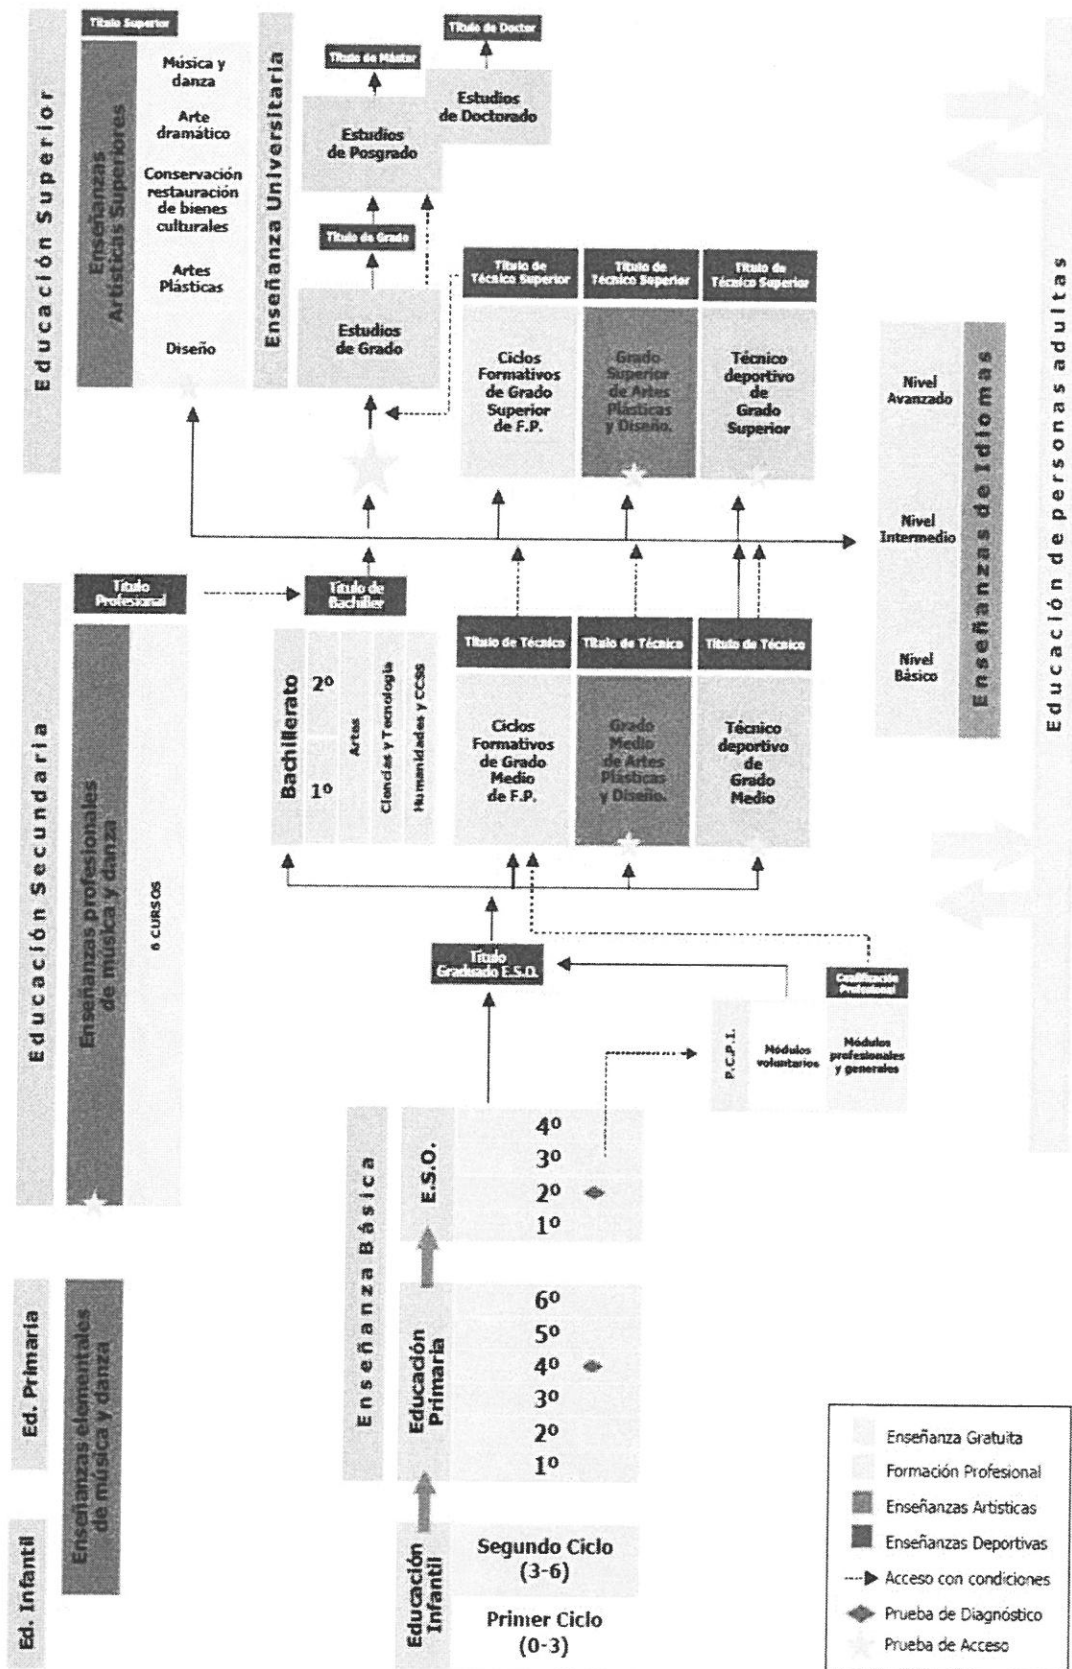 Educación Superior
Título Superior
Enseñanzas
Artísticas Superiores
Música y
danza
Arte
dramático
Conservación
restauración
de bienes
culturales
Artes
Plásticas
Diseño
Enseñanza Universitaria
Título de Máster
Título de Doctor
Estudios
de Posgrado
Estudios
de Doctorado
Título de Grado
Estudios
de Grado
Título de
Técnico Superior
Título de
Técnico Superior
Título de
Técnico Superior
Ciclos
Formativos
de Grado
Superior
de F.P.
Grado
Superior
de Artes
Plásticas
y Diseño.
Técnico
deportivo
de
Grado
Superior
Nivel
Avanzado
Nivel
Intermedio
Nivel
Básico
Enseñanzas de Idiomas
Educación de personas adultas
Educación Secundaria
Título
Profesional
Enseñanzas profesionales
de música y danza
6 CURSOS
Título de
Bachiller
Bachillerato
2º
1º
Artes
Ciencias y Tecnología
Humanidades y CCSS
Título de Técnico
Título de Técnico
Título de Técnico
Ciclos
Formativos
de Grado
Medio
de F.P.
Grado
Medio
de Artes
Plásticas
y Diseño.
Técnico
deportivo
de
Grado
Medio
Título
Graduado E.S.O.
Cualificación
Profesional
P.C.P.I.
Módulos
voluntarios
Módulos
profesionales
y generales
Enseñanza Básica
E.S.O.
4º
3º
2º
1º
Ed. Primaria
Enseñanzas elementales
de música y danza
Educación
Primaria
6º
5º
4º
3º
2º
1º
Ed. Infantil
Educación
Infantil
Segundo Ciclo
(3-6)
Primer Ciclo
(0-3)
Enseñanza Gratuita
Formación Profesional
Enseñanzas Artísticas
Enseñanzas Deportivas
Acceso con condiciones
Prueba de Diagnóstico
Prueba de Acceso